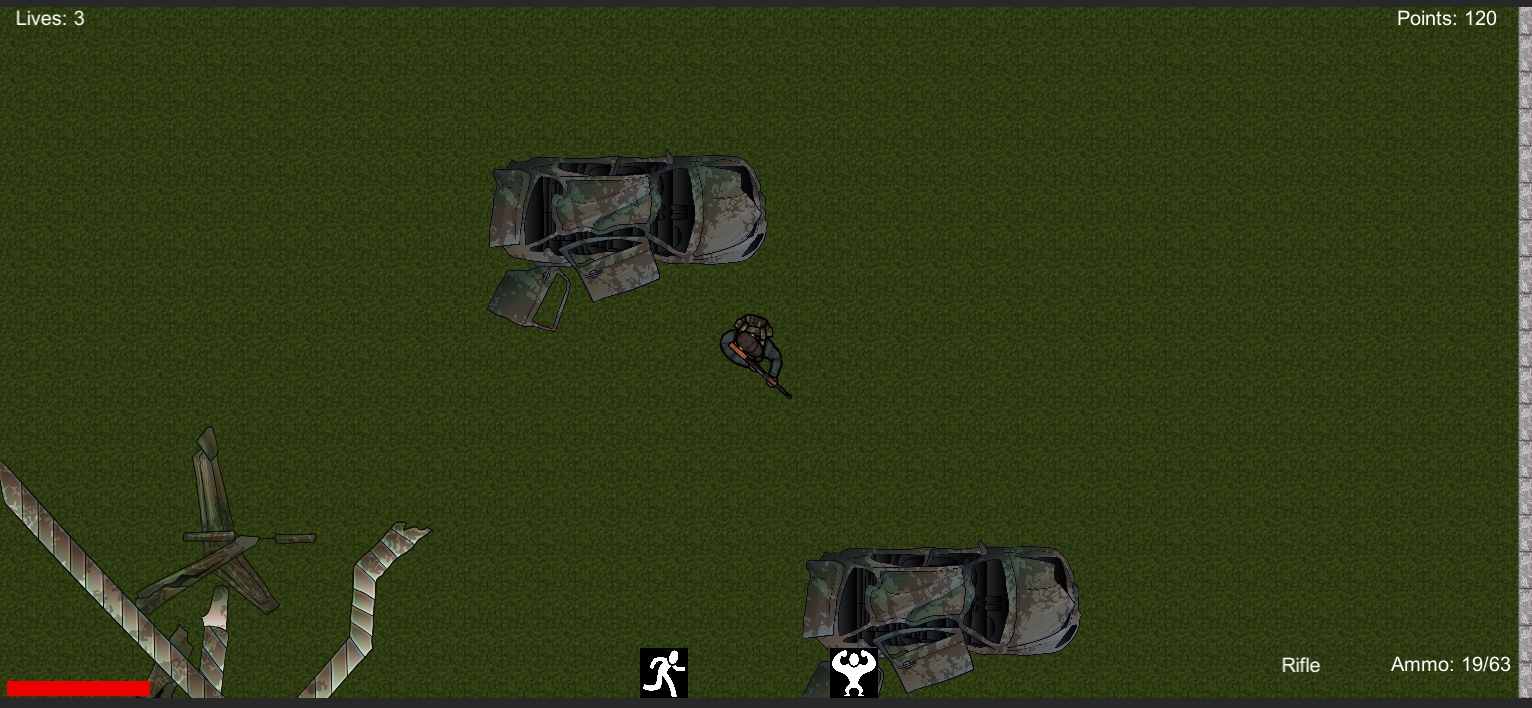 Lives: 3
Points: 120
Rifle
Ammo: 19/63